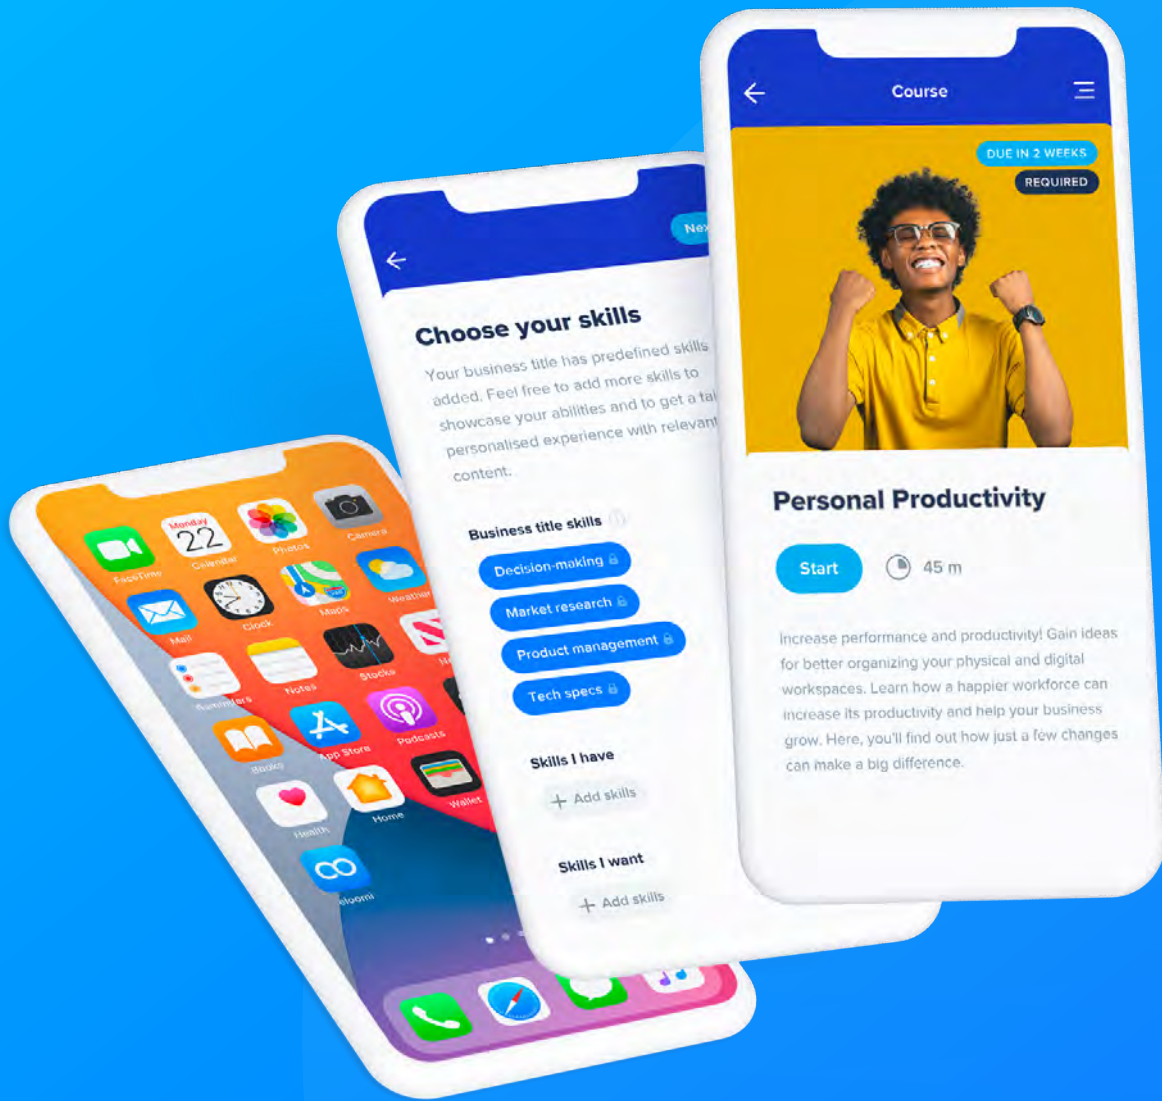 FaceTime
Monday
22
Calendar
Photos
Camera
Mail
Clock
Maps
Weather
Reminders
Notes
Stocks
Books
App Store
Podcasts
Health
Home
Wallet
eloomi
Choose your skills
Your business title has predefined skills
added. Feel free to add more skills to
showcase your abilities and to get a tai
personalised experience with relevant
content.
Business title skills
Decision-making
Market research
Product management
Tech specs
Skills I have
+ Add skills
Skills I want
+ Add skills
Course
DUE IN 2 WEEKS
REQUIRED
Personal Productivity
Start
45 m
Increase performance and productivity! Gain ideas
for better organizing your physical and digital
workspaces. Learn how a happier workforce can
increase its productivity and help your business
grow. Here, you'll find out how just a few changes
can make a big difference.